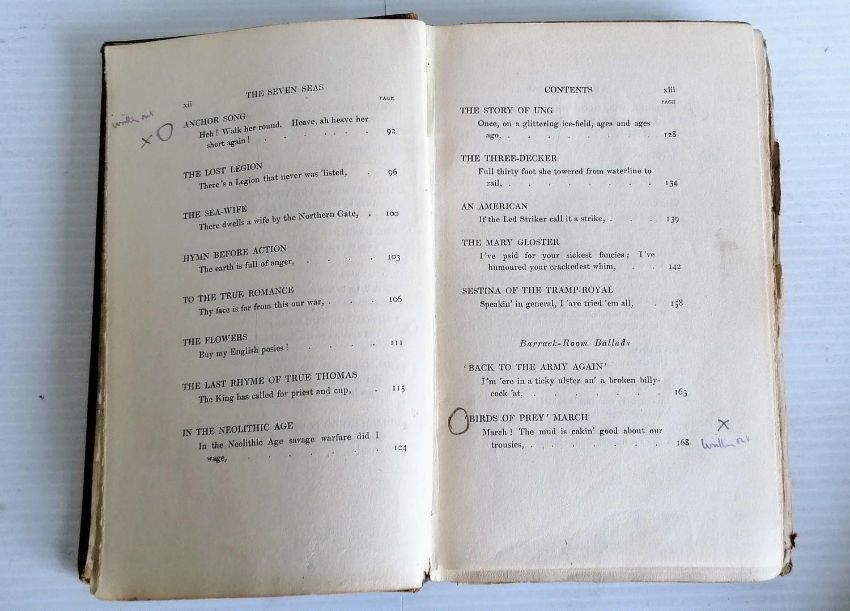 xii THE SEVEN SEAS
PAGE
written out
X O ANCHOR SONG
Heh! Walk her round. Heave, ah heave her
short again! . . . . . . . 92
THE LOST LEGION
There's a Legion that never was 'listed, . 96
THE SEA-WIFE
There dwells a wife by the Northern Gate, . 100
HYMN BEFORE ACTION
The earth is full of anger, . . . . 103
TO THE TRUE ROMANCE
Thy face is far from this our war, . . . 106
THE FLOWERS
Buy my English posies! . . . . 111
THE LAST RHYME OF TRUE THOMAS
The King has called for priest and cup, . 115
IN THE NEOLITHIC AGE
In the Neolithic Age savage warfare did I
wage, . . . . . . . 124
CONTENTS xiii
PAGE
THE STORY OF UNG
Once, on a glittering ice-field, ages and ages
ago, . . . . . . . . 128
THE THREE-DECKER
Full thirty foot she towered from waterline to
rail, . . . . . . . . 134
AN AMERICAN
If the Led Striker call it a strike, . . . 139
THE MARY GLOSTER
I've paid for your sickest fancies; I've
humoured your crackedest whim, . . 142
SESTINA OF THE TRAMP-ROYAL
Speakin' in general, I 'ave tried 'em all, . 158
Barrack-Room Ballads
'BACK TO THE ARMY AGAIN'
I'm 'ere in a ticky ulster an' a broken billy-
cock 'at, . . . . . . . 163
O 'BIRDS OF PREY' MARCH
March! The mud is cakin' good about our
trousies, . . . . . . . 168
X
written out